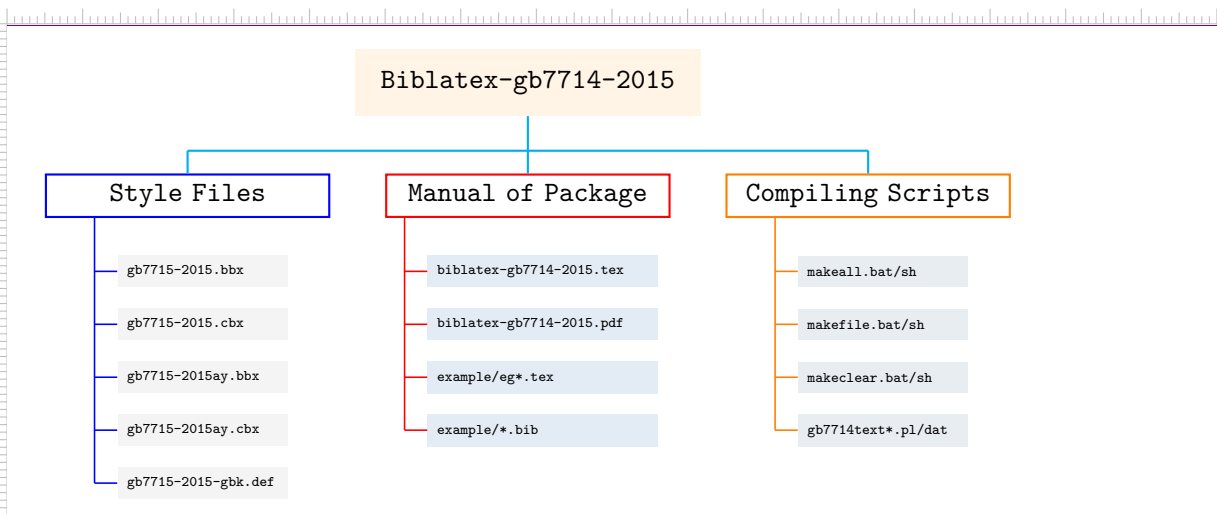 Biblatex-gb7714-2015
Style Files
gb7715-2015.bbx
gb7715-2015.cbx
gb7715-2015ay.bbx
gb7715-2015ay.cbx
gb7715-2015-gbk.def
Manual of Package
biblatex-gb7714-2015.tex
biblatex-gb7714-2015.pdf
example/eg*.tex
example/*.bib
Compiling Scripts
makeall.bat/sh
makefile.bat/sh
makeclear.bat/sh
gb7714text*.pl/dat